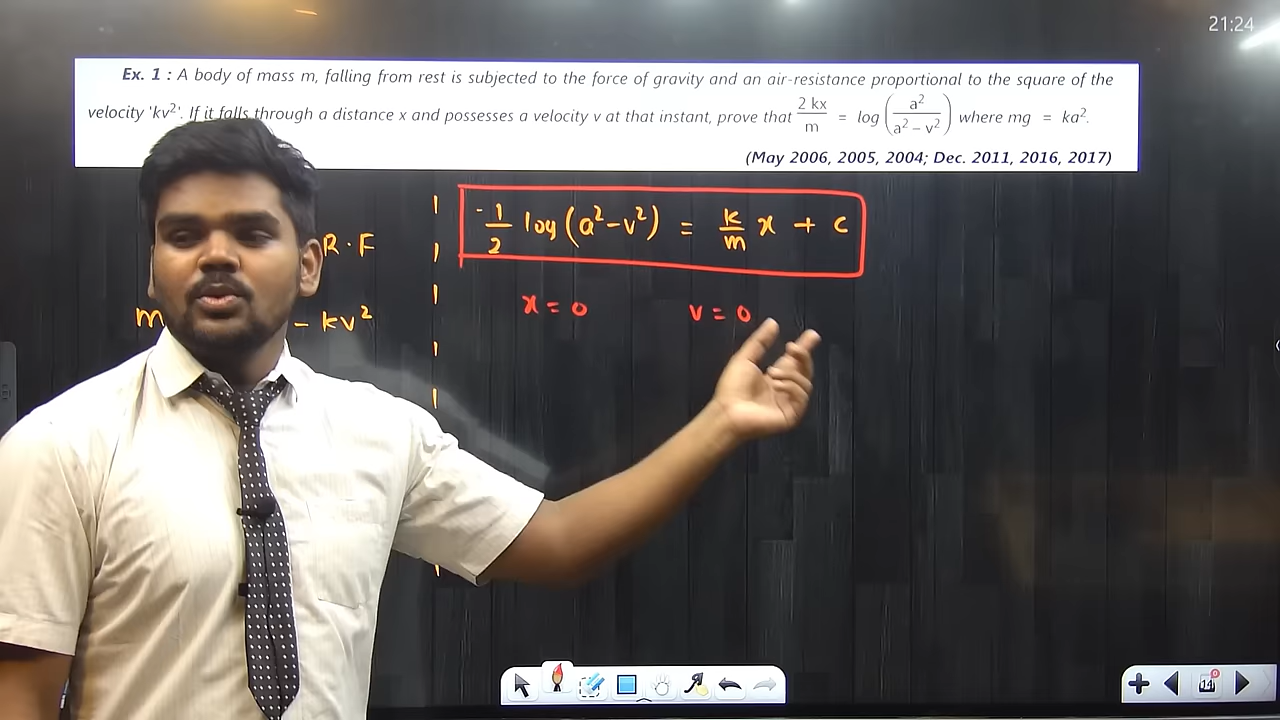 21:24
Ex. 1 : A body of mass m, falling from rest is subjected to the force of gravity and an air-resistance proportional to the square of the
velocity 'kv²'. If it falls through a distance x and possesses a velocity v at that instant, prove that 2 kx / m = log ( a² / a² – v² ) where mg = ka².
(May 2006, 2005, 2004; Dec. 2011, 2016, 2017)
R.F
m – kv²
-1/2 log (a² – v²) = k/m x + c
x = 0 v = 0
14